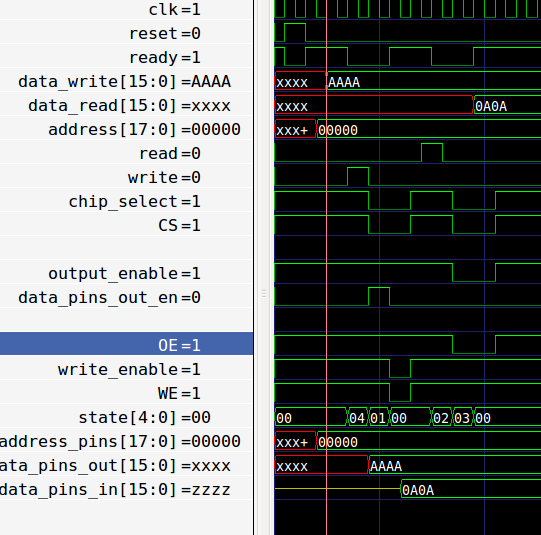 clk=1
reset=0
ready=1
data_write[15:0]=AAAA xxxx AAAA
data_read[15:0]=xxxx xxxx 0A0A
address[17:0]=00000 xxx+ 00000
read=0
write=0
chip_select=1
CS=1
output_enable=1
data_pins_out_en=0
OE=1
write_enable=1
WE=1
state[4:0]=00 00 04 01 00 02 03 00
address_pins[17:0]=00000 xxx+ 00000
ata_pins_out[15:0]=xxxx xxxx AAAA
data_pins_in[15:0]=zzzz 0A0A